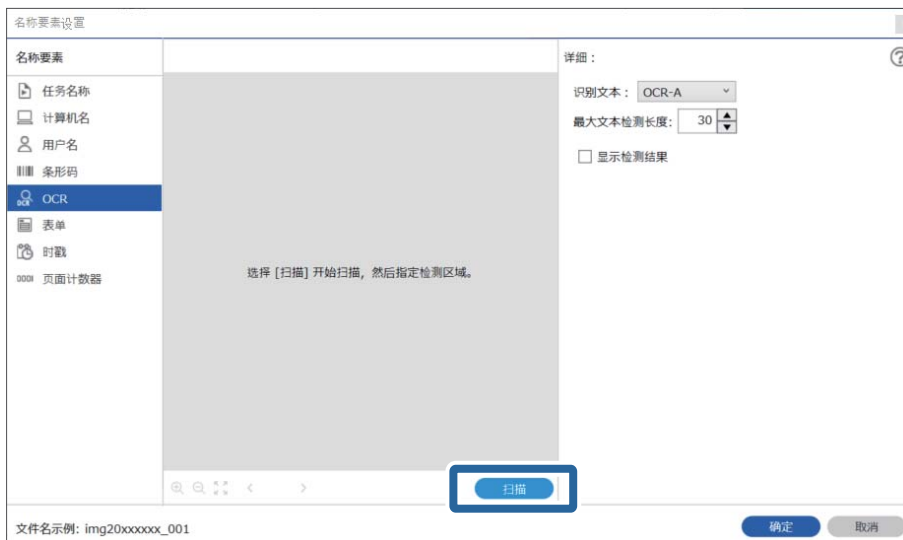 名称要素设置
名称要素
任务名称
计算机名
用户名
条形码
OCR
OCR
表单
时戳
0001 页面计数器
选择 [扫描] 开始扫描，然后指定检测区域。
扫描
详细：
?
识别文本： OCR-A
最大文本检测长度： 30
显示检测结果
文件名示例: img20xxxxxx_001
确定
取消